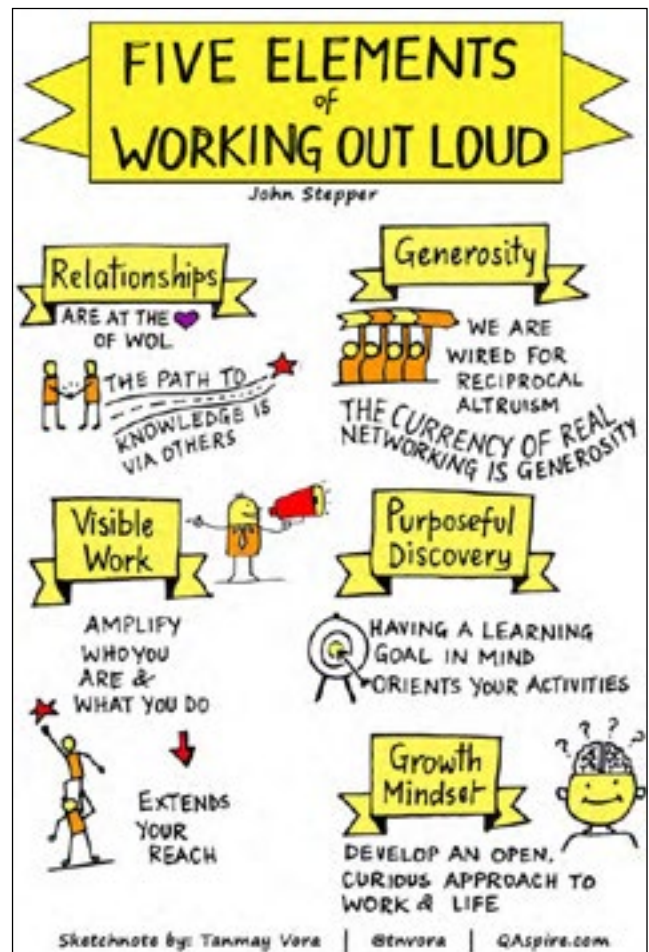 FIVE ELEMENTS
of
WORKING OUT LOUD
John Stepper
Relationships
ARE AT THE
OF WOL
THE PATH TO
KNOWLEDGE IS
VIA OTHERS
Generosity
WE ARE
WIRED FOR
RECIPROCAL
ALTRUISM
THE CURRENCY OF REAL
NETWORKING IS GENEROSITY
Visible
Work
AMPLIFY
WHO YOU
ARE &
WHAT YOU DO
EXTENDS
YOUR
REACH
Purposeful
Discovery
HAVING A LEARNING
GOAL IN MIND
ORIENTS YOUR ACTIVITIES
Growth
Mindset
? ? ? ?
DEVELOP AN OPEN,
CURIOUS APPROACH TO
WORK & LIFE
Sketchnote by: Tanmay Vora | @tnvora | QAspire.com